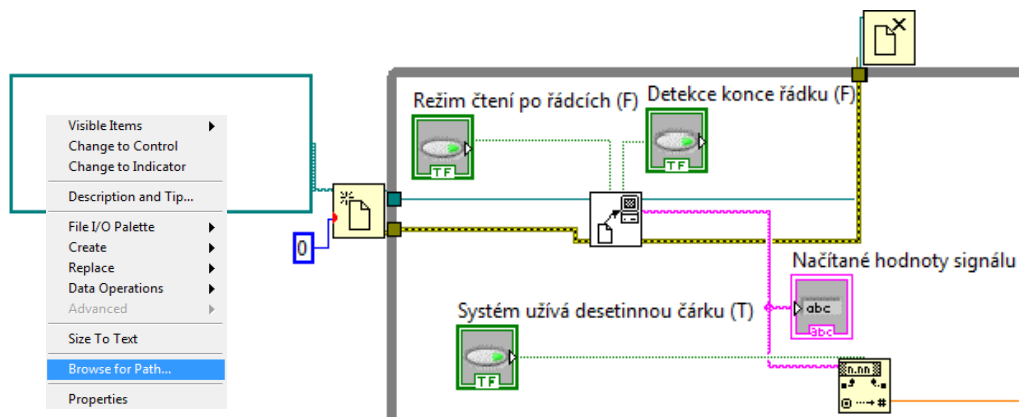 Visible Items
Change to Control
Change to Indicator
Description and Tip...
File I/O Palette
Create
Replace
Data Operations
Advanced
Size To Text
Browse for Path...
Properties
0
Režim čtení po řádcích (F)
TF
Detekce konce řádku (F)
TF
Načítané hodnoty signálu
abc
abc
Systém užívá desetinnou čárku (T)
TF
n.nn
#